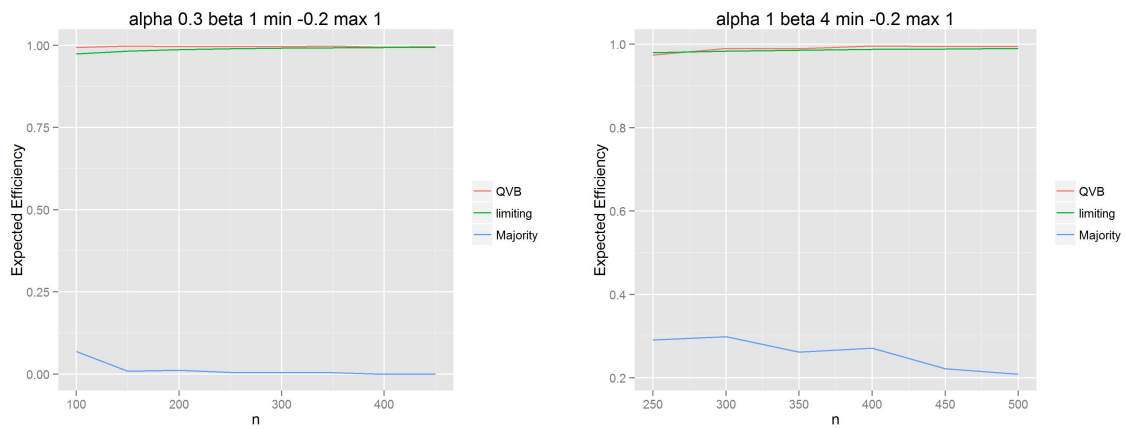 alpha 0.3 beta 1 min -0.2 max 1
1.00
0.75
0.50
0.25
0.00
Expected Efficiency
100
200
300
400
n
QVB
limiting
Majority
alpha 1 beta 4 min -0.2 max 1
1.0
0.8
0.6
0.4
0.2
Expected Efficiency
250
300
350
400
450
500
n
QVB
limiting
Majority